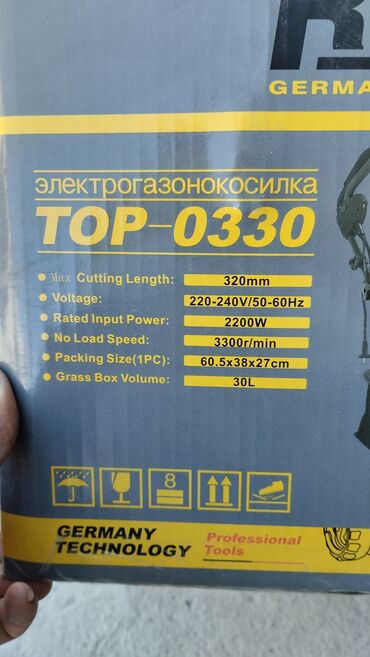 GERMA
электрогазонокосилка
TOP-0330
Max Cutting Length: 320mm
Voltage: 220-240V/50-60Hz
Rated Input Power: 2200W
No Load Speed: 3300r/min
Packing Size(1PC): 60.5x38x27cm
Grass Box Volume: 30L
8
GERMANY
TECHNOLOGY
Professional
Tools